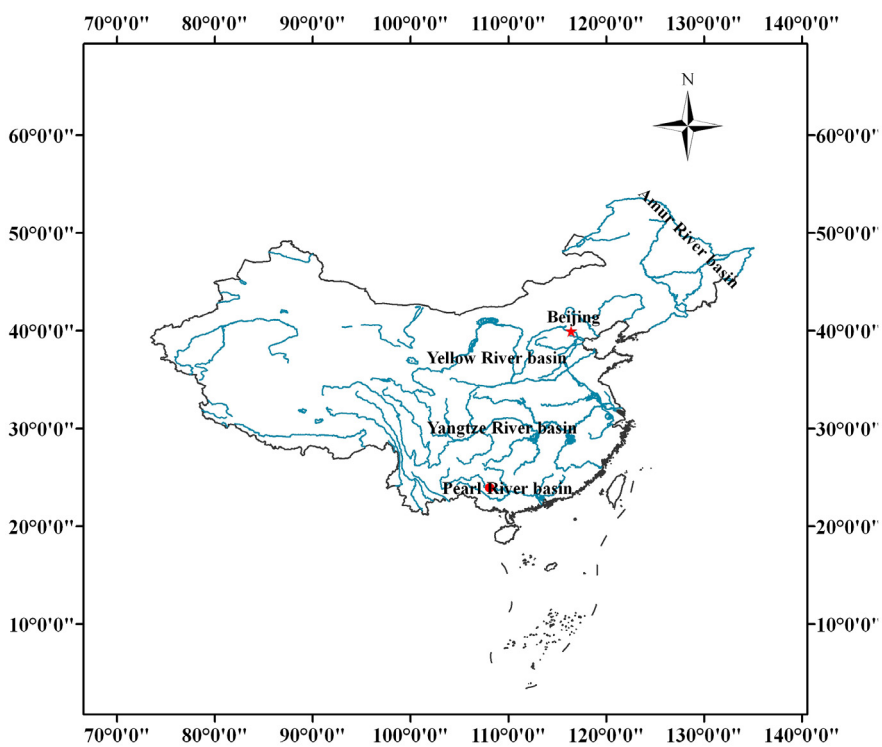 70°0'0" 80°0'0" 90°0'0" 100°0'0" 110°0'0" 120°0'0" 130°0'0" 140°0'0"
N
60°0'0" 60°0'0"
Amur River basin
50°0'0" 50°0'0"
Beijing
40°0'0" 40°0'0"
Yellow River basin
Yangtze River basin
30°0'0" 30°0'0"
Pearl River basin
20°0'0" 20°0'0"
10°0'0" 10°0'0"
70°0'0" 80°0'0" 90°0'0" 100°0'0" 110°0'0" 120°0'0" 130°0'0" 140°0'0"